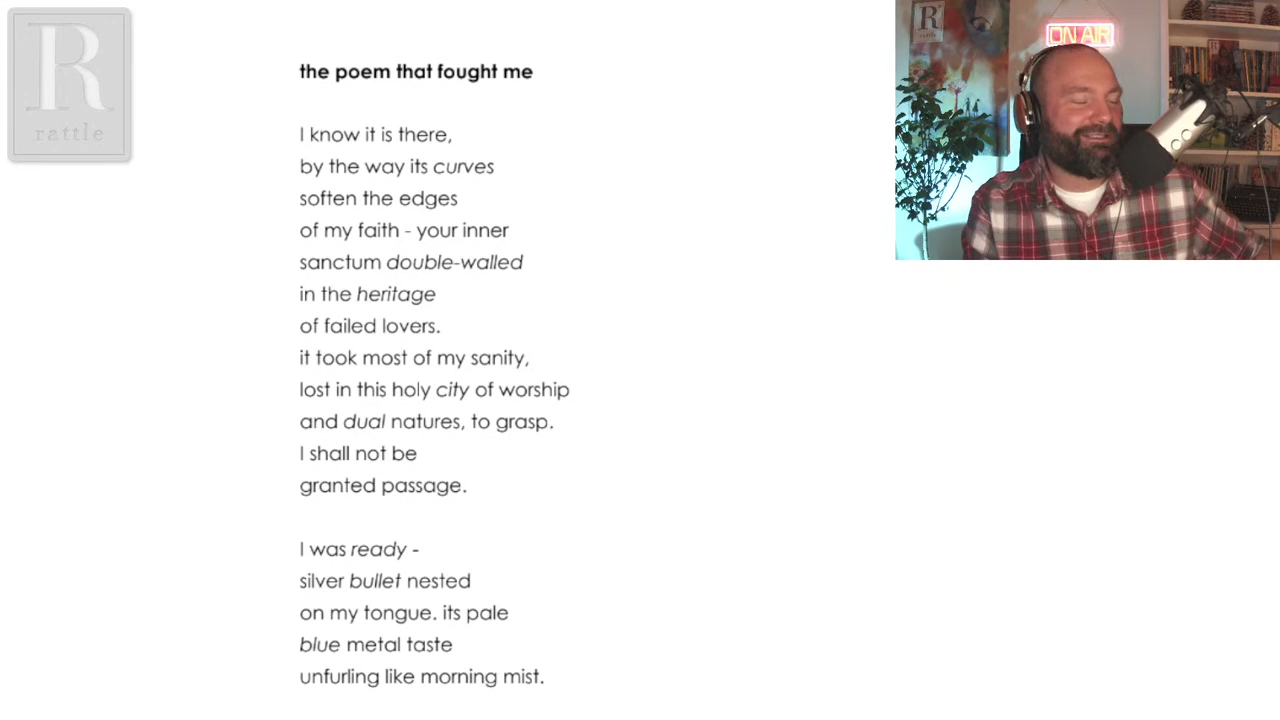 R
rattle
the poem that fought me
I know it is there,
by the way its curves
soften the edges
of my faith - your inner
sanctum double-walled
in the heritage
of failed lovers.
it took most of my sanity,
lost in this holy city of worship
and dual natures, to grasp.
I shall not be
granted passage.
I was ready -
silver bullet nested
on my tongue. its pale
blue metal taste
unfurling like morning mist.
R
rattle
ON AIR